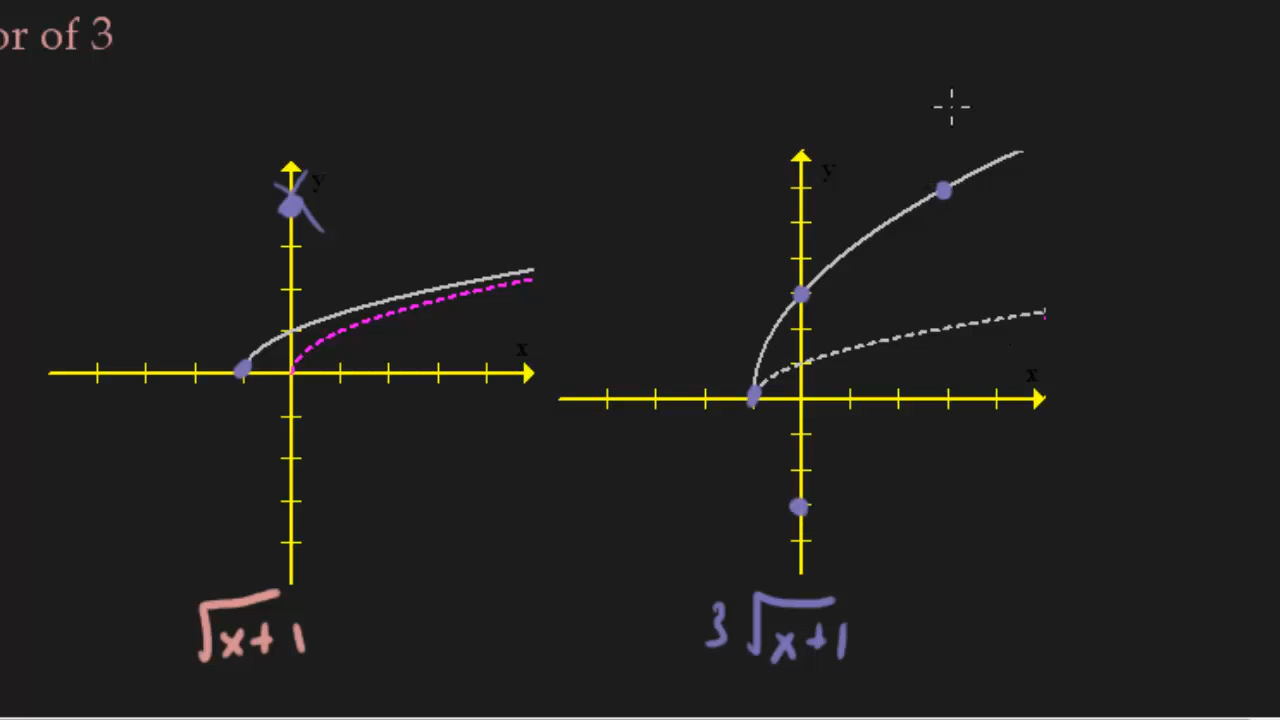 or of 3
y
y
x
x
√x+1
3√x+1